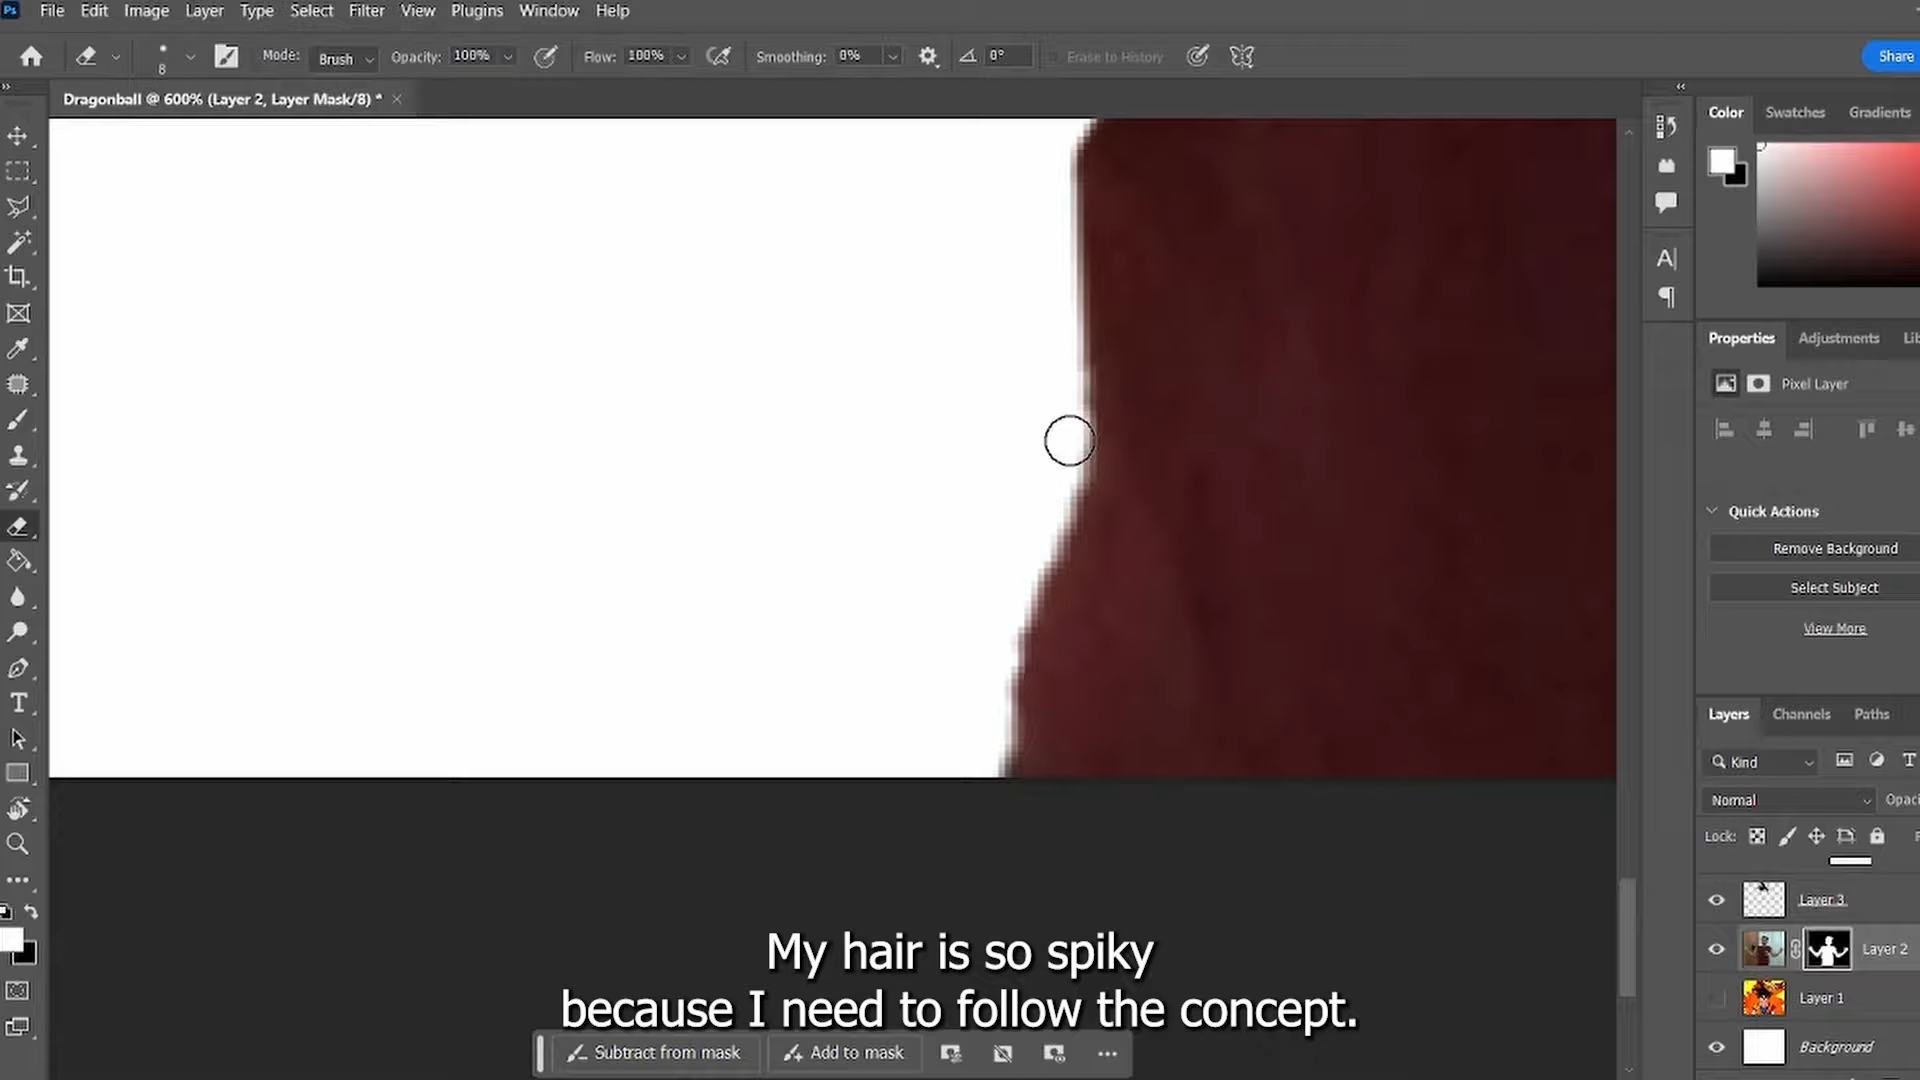 Ps File Edit Image Layer Type Select Filter View Plugins Window Help
8 Mode: Brush Opacity: 100% Flow: 100% Smoothing: 0% 0° Erase to History Share
Dragonball @ 600% (Layer 2, Layer Mask/8) *
Color Swatches Gradients
Properties Adjustments Lib
Pixel Layer
Quick Actions
Remove Background
Select Subject
View More
Layers Channels Paths
Kind
Normal Opaci
Lock:
Layer 3
Layer 2
Layer 1
Background
My hair is so spiky
because I need to follow the concept.
Subtract from mask Add to mask